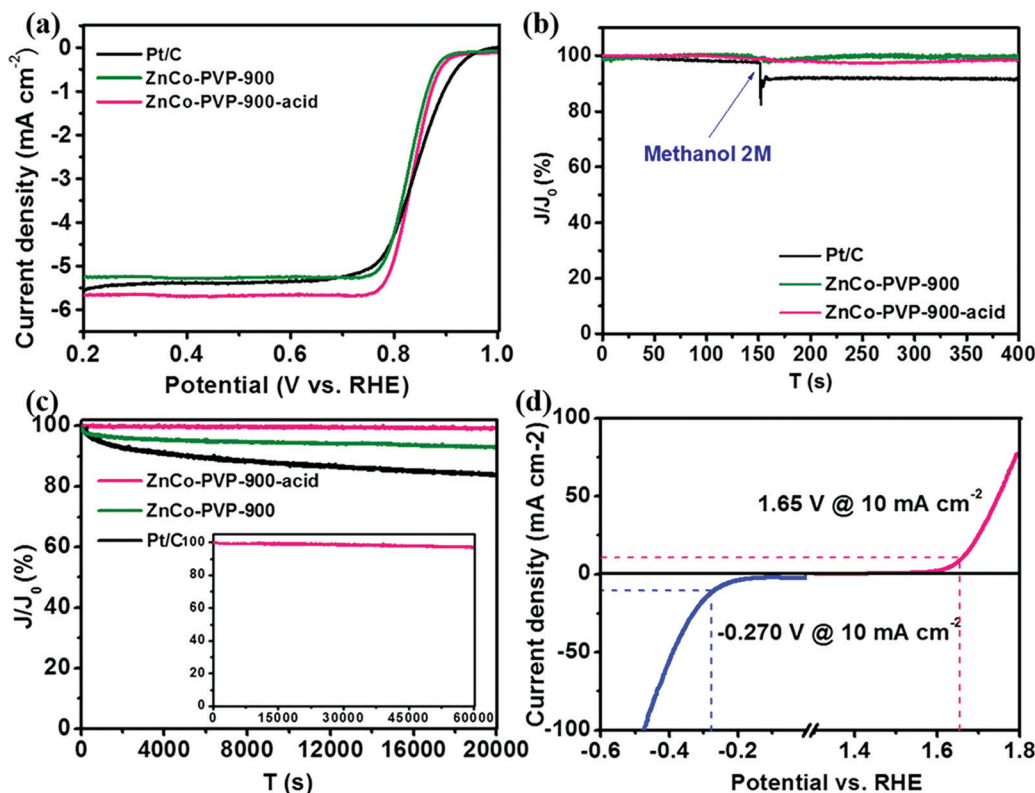 (a)
0
-1
-2
-3
-4
-5
-6
Current density (mA cm-2)
Pt/C
ZnCo-PVP-900
ZnCo-PVP-900-acid
0.2 0.4 0.6 0.8 1.0
Potential (V vs. RHE)
(b)
100
80
60
40
20
0
J/J0 (%)
Methanol 2M
Pt/C
ZnCo-PVP-900
ZnCo-PVP-900-acid
0 50 100 150 200 250 300 350 400
T (s)
(c)
100
80
60
40
20
0
J/J0 (%)
ZnCo-PVP-900-acid
ZnCo-PVP-900
Pt/C
100
80
60
40
20
0
0 15000 30000 45000 60000
0 4000 8000 12000 16000 20000
T (s)
(d)
100
50
0
-50
-100
Current density (mA cm-2)
1.65 V @ 10 mA cm-2
-0.270 V @ 10 mA cm-2
-0.6 -0.4 -0.2 1.4 1.6 1.8
Potential vs. RHE